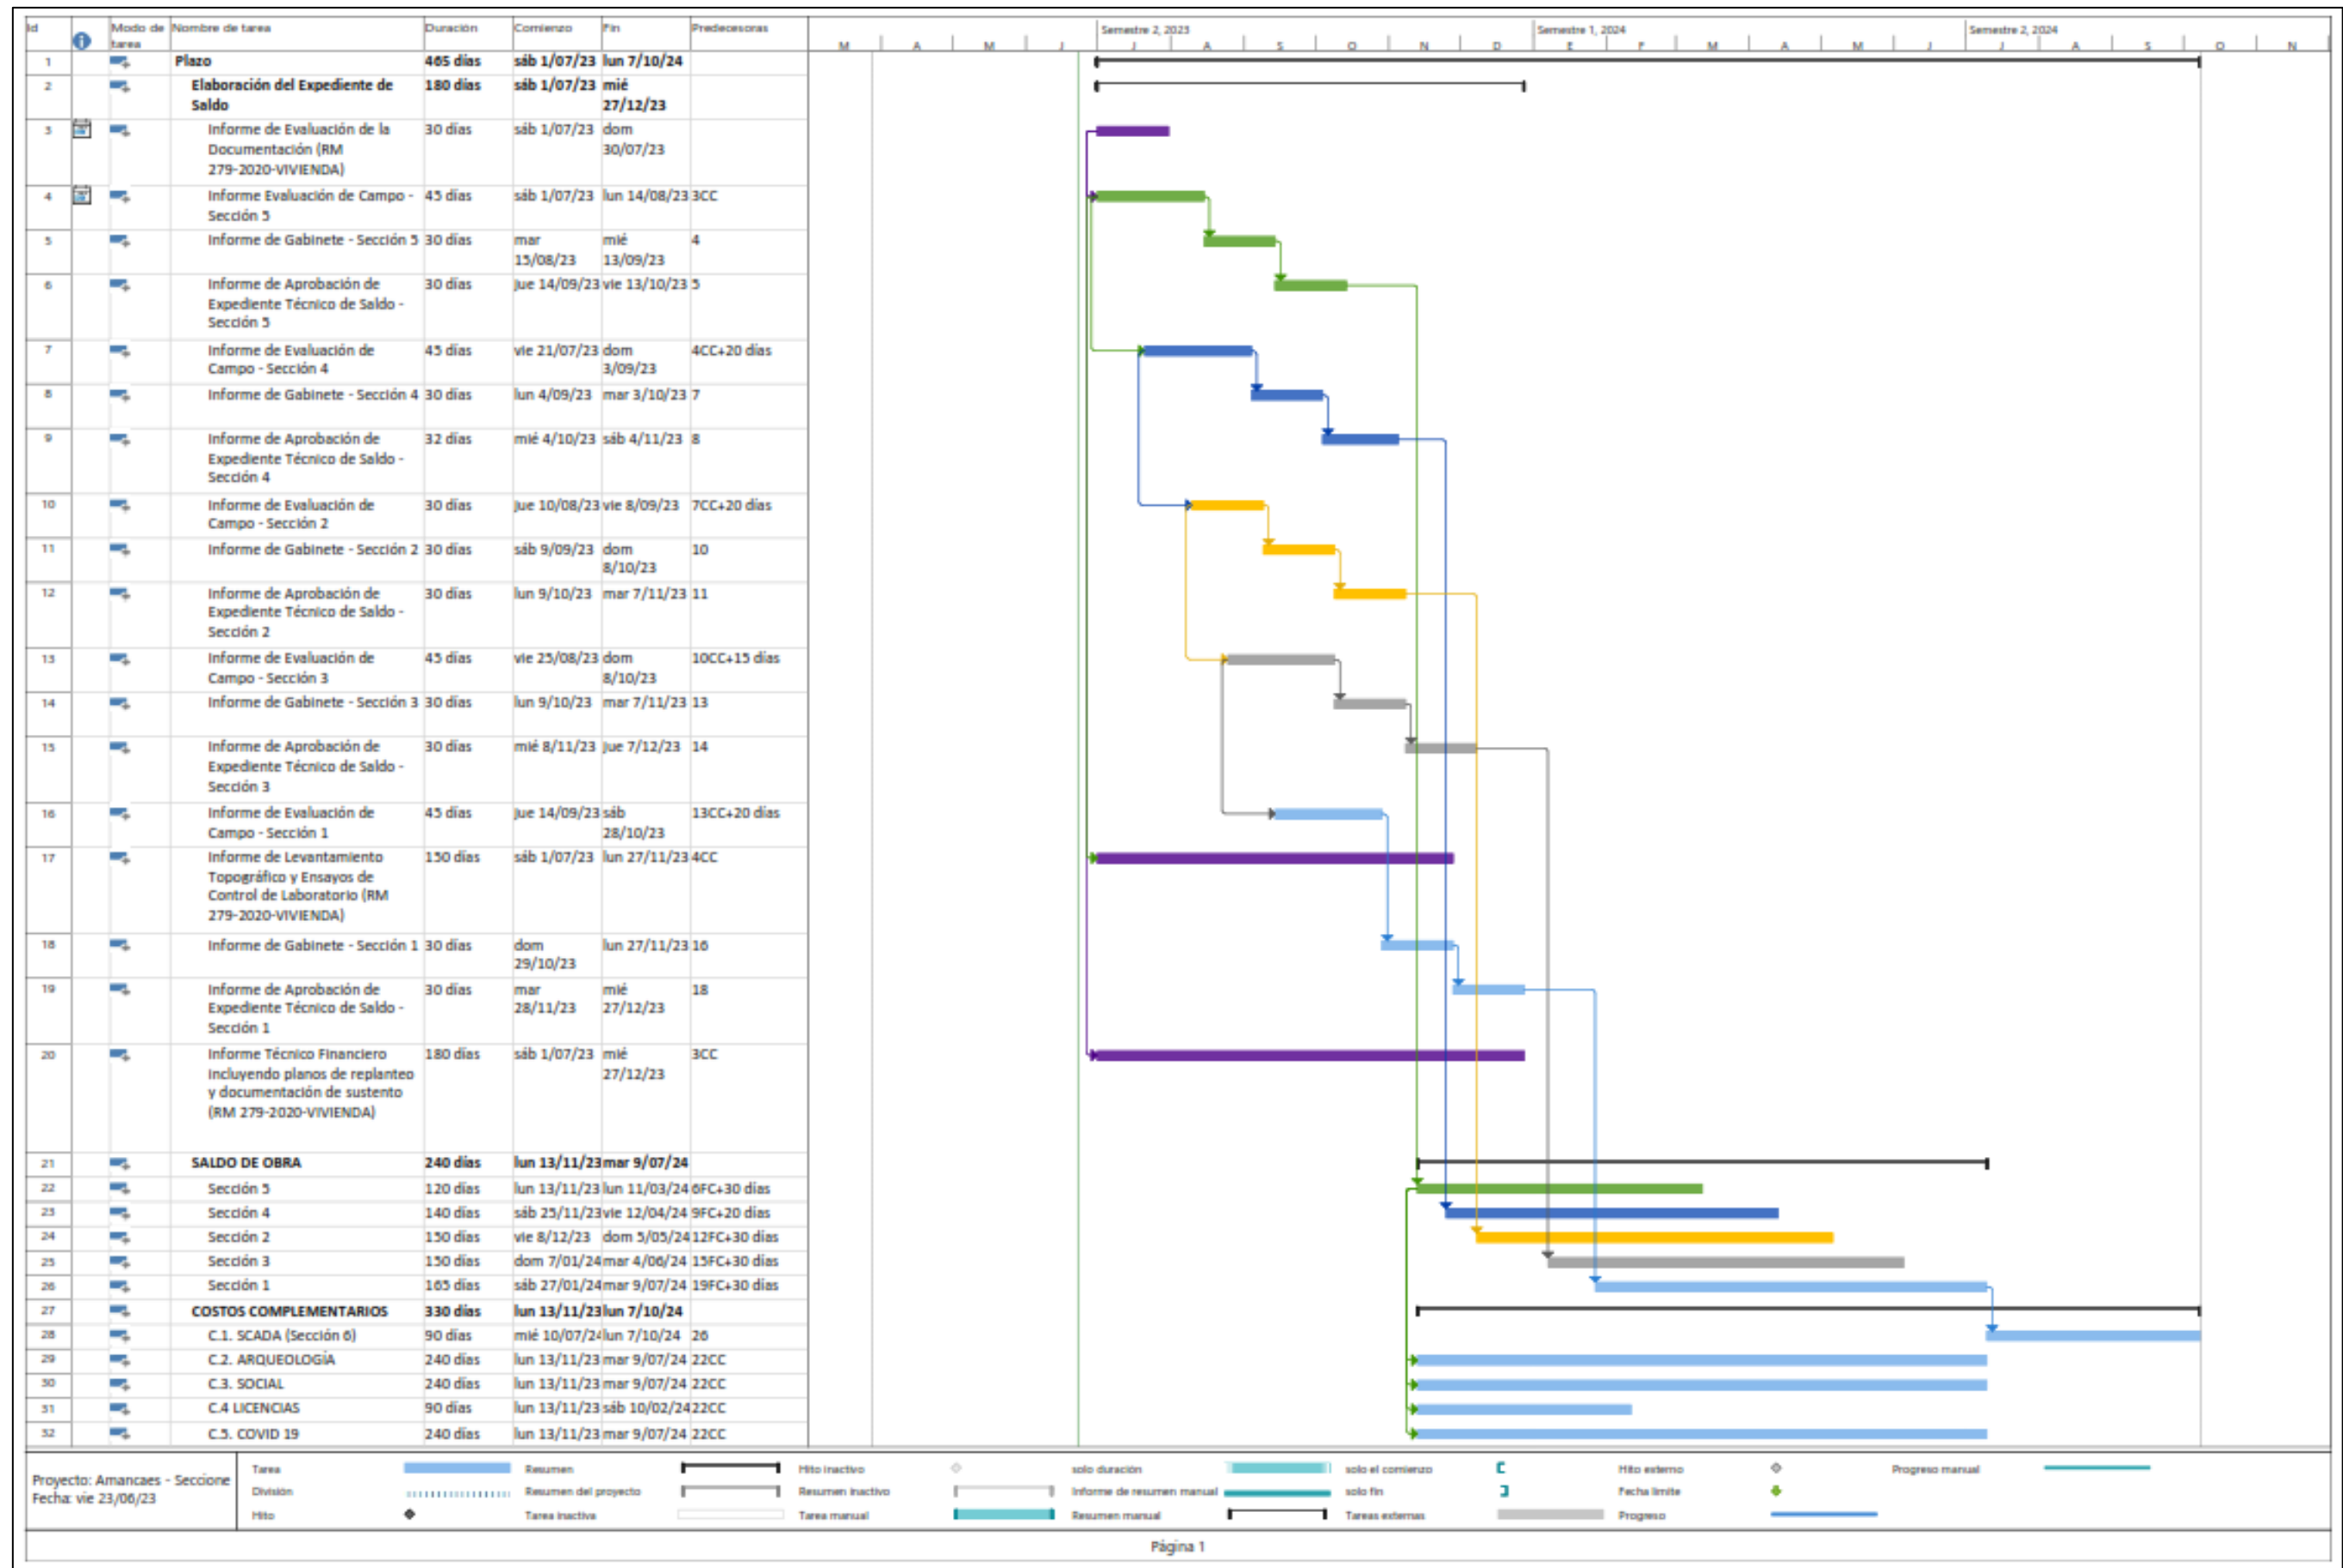 Id Modo de Nombre de tarea Duración Comienzo Fin Predecesoras
tarea
Semestre 2, 2023 Semestre 1, 2024 Semestre 2, 2024
M A M J J A S O N D E F M A M J J A S O N
1 Plazo 465 días sáb 1/07/23 lun 7/10/24
2 Elaboración del Expediente de 180 días sáb 1/07/23 mié
Saldo 27/12/23
3 Informe de Evaluación de la 30 días sáb 1/07/23 dom
Documentación (RM 30/07/23
279-2020-VIVIENDA)
4 Informe Evaluación de Campo - 45 días sáb 1/07/23 lun 14/08/23 3CC
Sección 5
5 Informe de Gabinete - Sección 5 30 días mar mié 4
15/08/23 13/09/23
6 Informe de Aprobación de 30 días jue 14/09/23 vie 13/10/23 5
Expediente Técnico de Saldo -
Sección 5
7 Informe de Evaluación de 45 días vie 21/07/23 dom 4CC+20 días
Campo - Sección 4 3/09/23
8 Informe de Gabinete - Sección 4 30 días lun 4/09/23 mar 3/10/23 7
9 Informe de Aprobación de 32 días mié 4/10/23 sáb 4/11/23 8
Expediente Técnico de Saldo -
Sección 4
10 Informe de Evaluación de 30 días jue 10/08/23 vie 8/09/23 7CC+20 días
Campo - Sección 2
11 Informe de Gabinete - Sección 2 30 días sáb 9/09/23 dom 10
8/10/23
12 Informe de Aprobación de 30 días lun 9/10/23 mar 7/11/23 11
Expediente Técnico de Saldo -
Sección 2
13 Informe de Evaluación de 45 días vie 25/08/23 dom 10CC+15 días
Campo - Sección 3 8/10/23
14 Informe de Gabinete - Sección 3 30 días lun 9/10/23 mar 7/11/23 13
15 Informe de Aprobación de 30 días mié 8/11/23 jue 7/12/23 14
Expediente Técnico de Saldo -
Sección 3
16 Informe de Evaluación de 45 días jue 14/09/23 sáb 13CC+20 días
Campo - Sección 1 28/10/23
17 Informe de Levantamiento 150 días sáb 1/07/23 lun 27/11/23 4CC
Topográfico y Ensayos de
Control de Laboratorio (RM
279-2020-VIVIENDA)
18 Informe de Gabinete - Sección 1 30 días dom lun 27/11/23 16
29/10/23
19 Informe de Aprobación de 30 días mar mié 18
Expediente Técnico de Saldo - 28/11/23 27/12/23
Sección 1
20 Informe Técnico Financiero 180 días sáb 1/07/23 mié 3CC
incluyendo planos de replanteo 27/12/23
y documentación de sustento
(RM 279-2020-VIVIENDA)
21 SALDO DE OBRA 240 días lun 13/11/23 mar 9/07/24
22 Sección 5 120 días lun 13/11/23 lun 11/03/24 6FC+30 días
23 Sección 4 140 días sáb 25/11/23 vie 12/04/24 9FC+20 días
24 Sección 2 150 días vie 8/12/23 dom 5/05/24 12FC+30 días
25 Sección 3 150 días dom 7/01/24 mar 4/06/24 15FC+30 días
26 Sección 1 165 días sáb 27/01/24 mar 9/07/24 19FC+30 días
27 COSTOS COMPLEMENTARIOS 330 días lun 13/11/23 lun 7/10/24
28 C.1. SCADA (Sección 6) 90 días mié 10/07/24 lun 7/10/24 26
29 C.2. ARQUEOLOGÍA 240 días lun 13/11/23 mar 9/07/24 22CC
30 C.3. SOCIAL 240 días lun 13/11/23 mar 9/07/24 22CC
31 C.4 LICENCIAS 90 días lun 13/11/23 sáb 10/02/24 22CC
32 C.5. COVID 19 240 días lun 13/11/23 mar 9/07/24 22CC
Proyecto: Amancaes - Seccione
Fecha: vie 23/06/23
Tarea Resumen Hito inactivo solo duración solo el comienzo Hito externo Progreso manual
División Resumen del proyecto Resumen inactivo Informe de resumen manual solo fin Fecha límite
Hito Tarea inactiva Tarea manual Resumen manual Tareas externas Progreso
Página 1